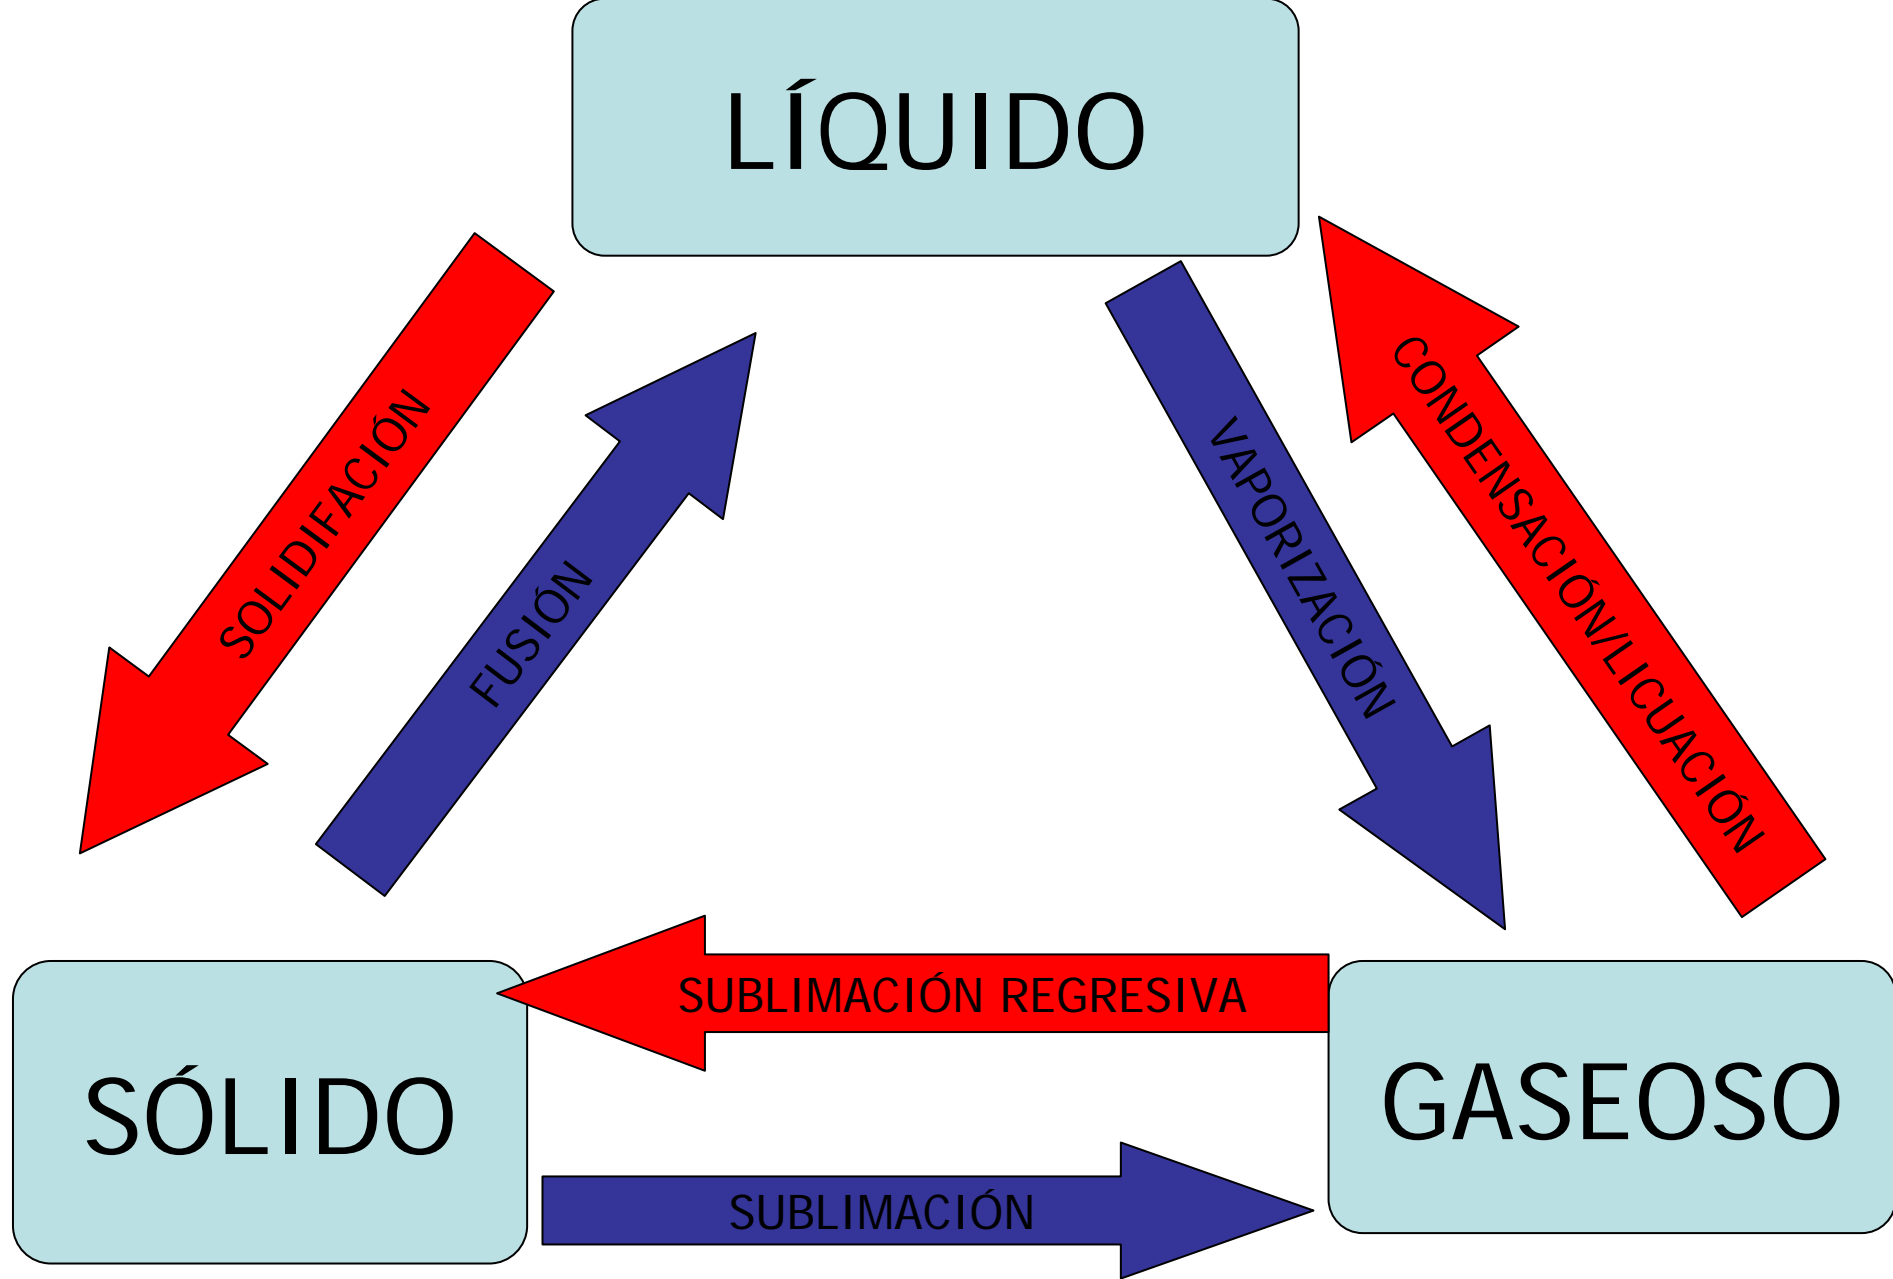 LÍQUIDO
SOLIDIFACIÓN
FUSIÓN
VAPORIZACIÓN
CONDENSACIÓN/LICUACIÓN
SUBLIMACIÓN REGRESIVA
SÓLIDO
GASEOSO
SUBLIMACIÓN